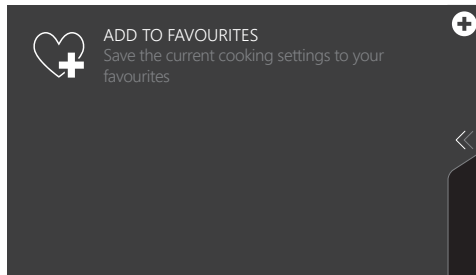 ADD TO FAVOURITES
Save the current cooking settings to your
favourites